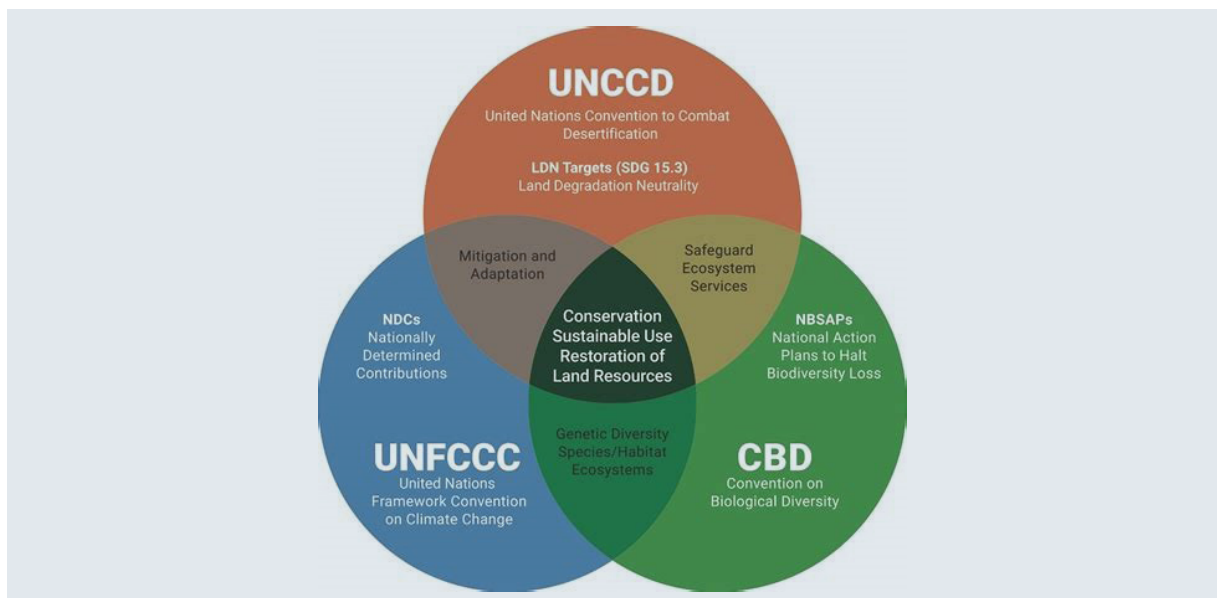 UNCCD
United Nations Convention to Combat
Desertification
LDN Targets (SDG 15.3)
Land Degradation Neutrality
Mitigation and
Adaptation
Safeguard
Ecosystem
Services
NDCs
Nationally
Determined
Contributions
Conservation
Sustainable Use
Restoration of
Land Resources
NBSAPs
National Action
Plans to Halt
Biodiversity Loss
Genetic Diversity
Species/Habitat
Ecosystems
UNFCCC
United Nations
Framework Convention
on Climate Change
CBD
Convention on
Biological Diversity